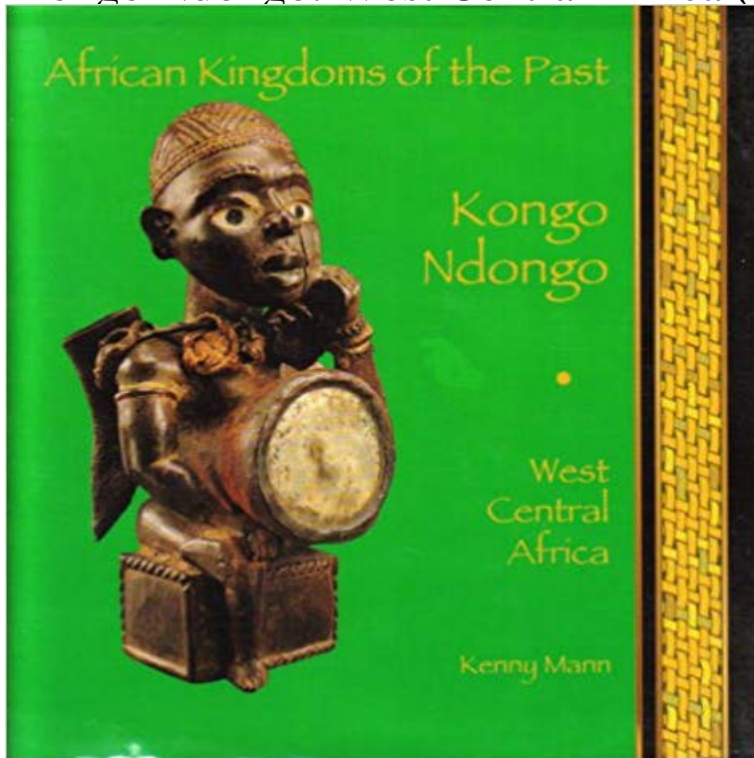 African Kingdoms of the Past
Kongo
Ndongo
West
Central
Africa
Kenny Mann